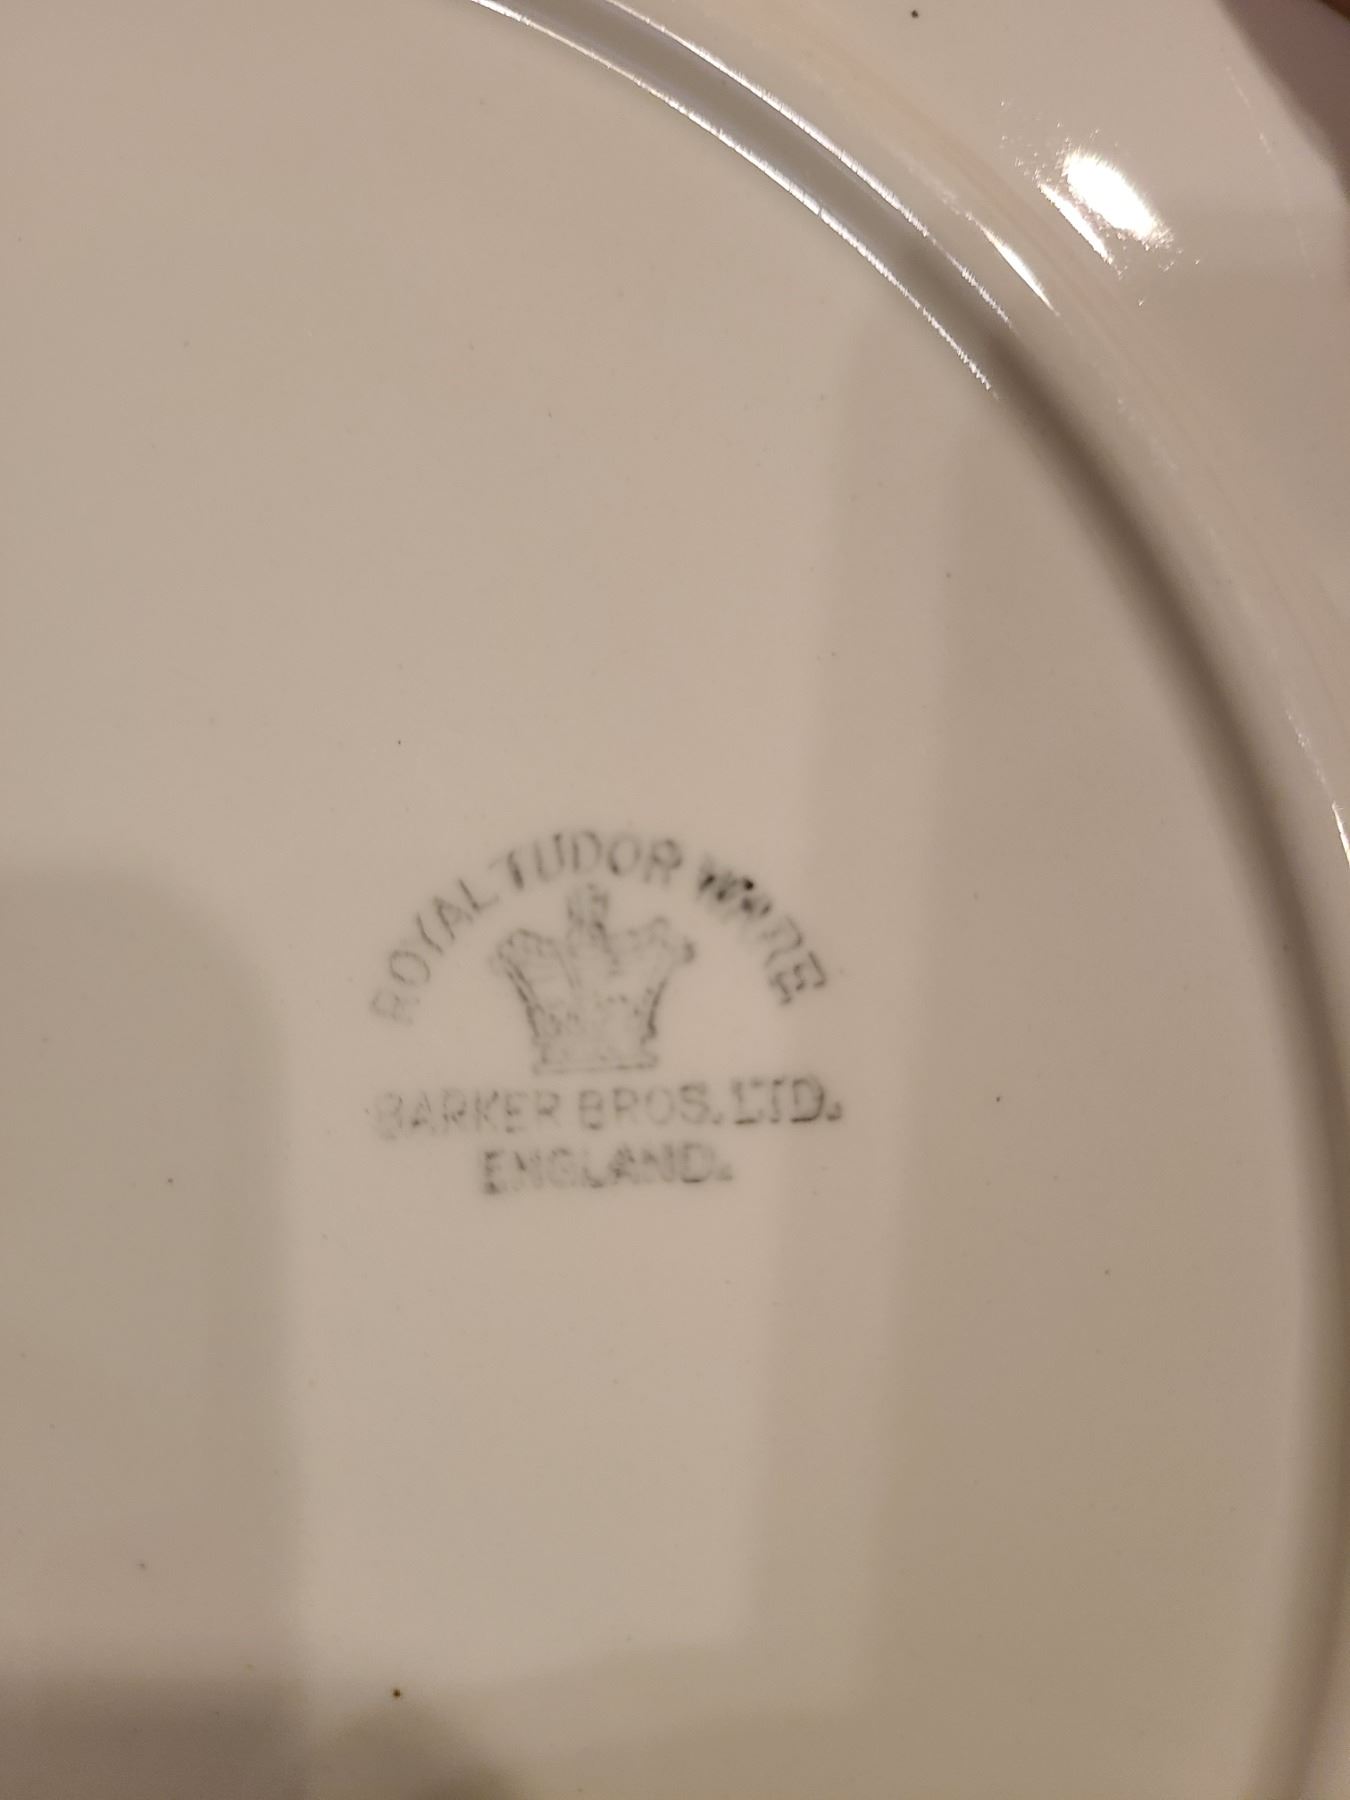 ROYAL TUDOR WARE
BARKER BROS. LTD.
ENGLAND.